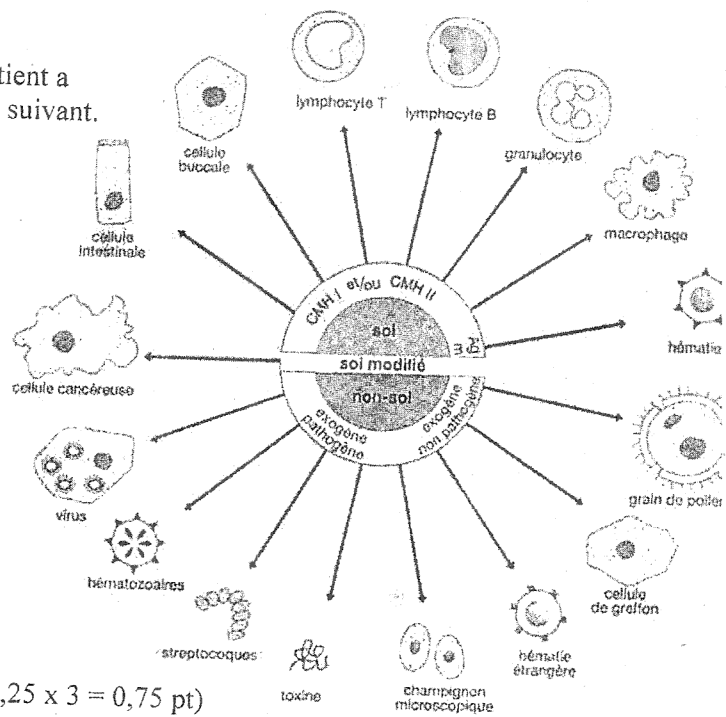 tient a
suivant.
lymphocyte T
lymphocyte B
cellule
buccale
granulocyte
cellule
intestinale
macrophage
CMH I et/ou CMH II
soi
hématie
cellule cancéreuse
soi modifié
non-soi
exogène
pathogène
exogène
non pathogène
grain de pollen
virus
cellule
de greffon
hématozoaires
hématie
étrangère
streptocoques
toxine
champignon
microscopique
,25 x 3 = 0,75 pt)